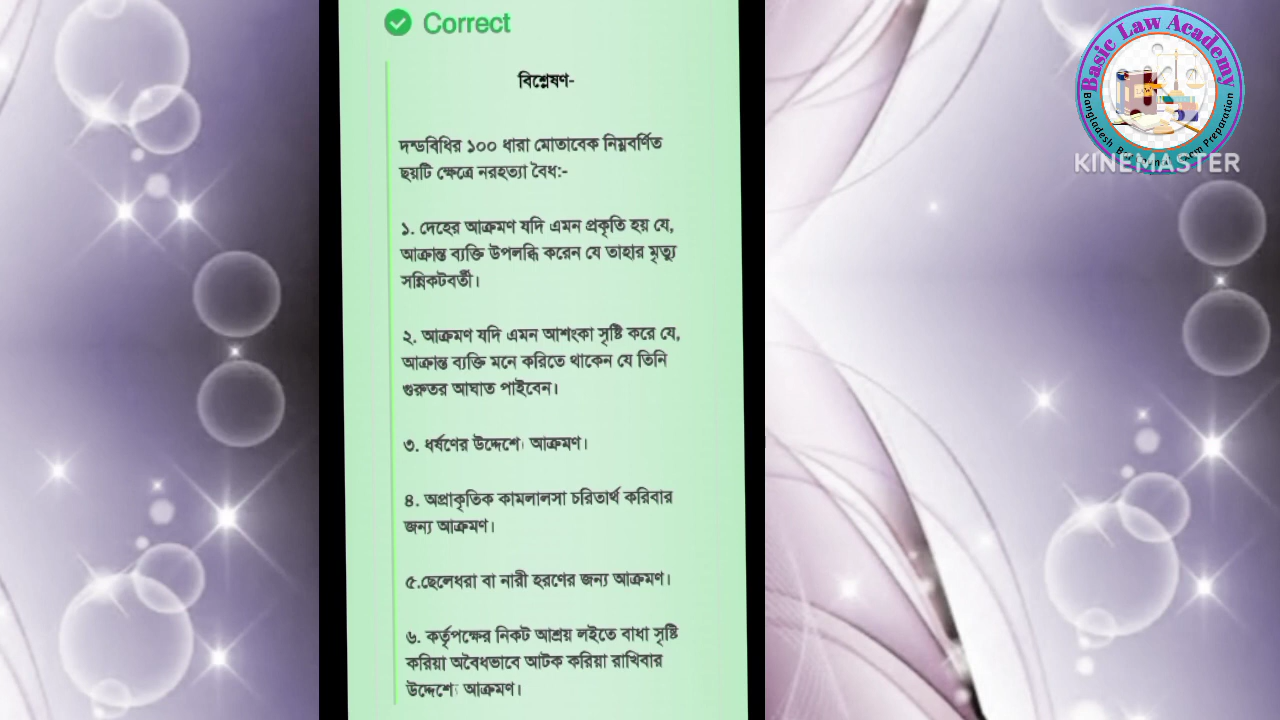 Correct
বিশ্লেষণ-
দন্ডবিধির ১০০ ধারা মোতাবেক নিম্নবর্ণিত
ছয়টি ক্ষেত্রে নরহত্যা বৈধ:-
১. দেহের আক্রমণ যদি এমন প্রকৃতি হয় যে,
আক্রান্ত ব্যক্তি উপলব্ধি করেন যে তাহার মৃত্যু
সন্নিকটবর্তী।
২. আক্রমণ যদি এমন আশংকা সৃষ্টি করে যে,
আক্রান্ত ব্যক্তি মনে করিতে থাকেন যে তিনি
গুরুতর আঘাত পাইবেন।
৩. ধর্ষণের উদ্দেশ্যে আক্রমণ।
৪. অপ্রাকৃতিক কামলালসা চরিতার্থ করিবার
জন্য আক্রমণ।
৫.ছেলেধরা বা নারী হরণের জন্য আক্রমণ।
৬. কর্তৃপক্ষের নিকট আশ্রয় লইতে বাধা সৃষ্টি
করিয়া অবৈধভাবে আটক করিয়া রাখিবার
উদ্দেশ্যে আক্রমণ।
Basic Law Academy
Bangladesh Preparation
LAW
KINEMASTER